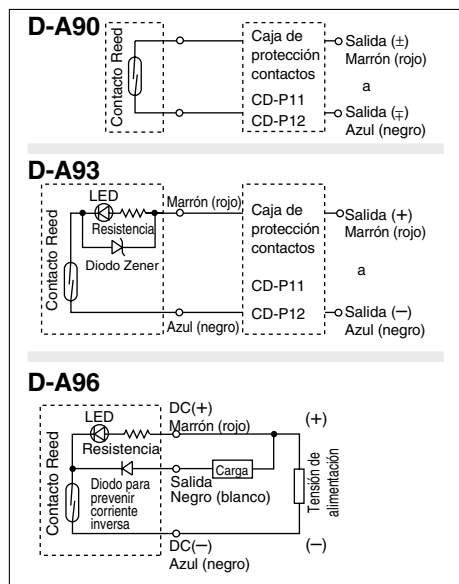 D-A90
Contacto Reed
Caja de
protección
contactos
CD-P11
CD-P12
Salida (±)
Marrón (rojo)
a
Salida (∓)
Azul (negro)
D-A93
Contacto Reed
LED
Resistencia
Diodo Zener
Marrón (rojo)
Azul (negro)
Caja de
protección
contactos
CD-P11
CD-P12
Salida (+)
Marrón (rojo)
a
Salida (—)
Azul (negro)
D-A96
Contacto Reed
LED
Resistencia
Diodo para
prevenir
corriente
inversa
DC(+)
Marrón (rojo)
Carga
Salida
Negro (blanco)
DC(—)
Azul (negro)
(+)
Tensión de
alimentación
(—)